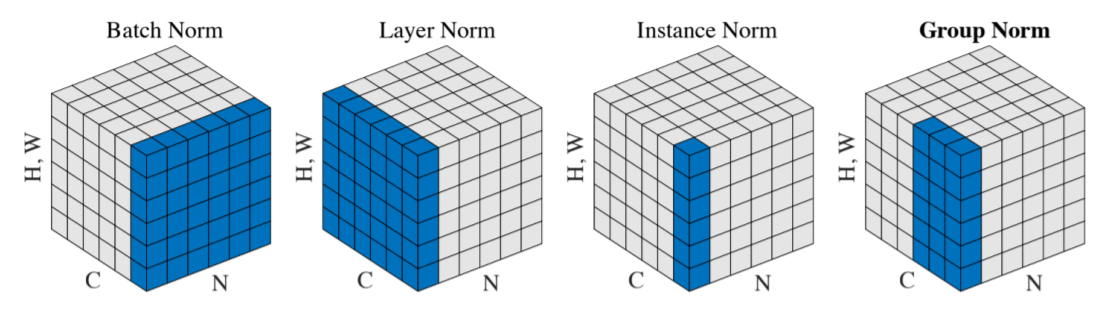 Batch Norm
H, W
C
N
Layer Norm
H, W
C
N
Instance Norm
H, W
C
N
Group Norm
H, W
C
N